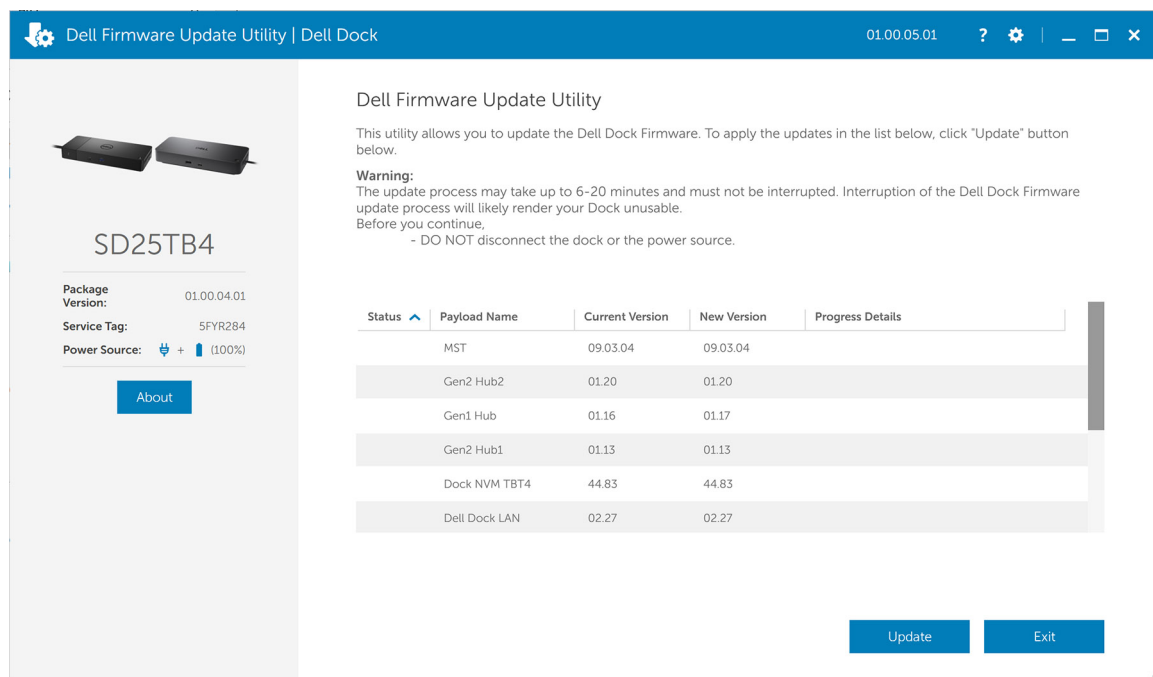 Dell Firmware Update Utility | Dell Dock
01.00.05.01
?
SD25TB4
Package Version: 01.00.04.01
Service Tag: 5FYR284
Power Source: + (100%)
About
Dell Firmware Update Utility
This utility allows you to update the Dell Dock Firmware. To apply the updates in the list below, click "Update" button
below.
Warning:
The update process may take up to 6-20 minutes and must not be interrupted. Interruption of the Dell Dock Firmware
update process will likely render your Dock unusable.
Before you continue,
- DO NOT disconnect the dock or the power source.
Status Payload Name Current Version New Version Progress Details
MST 09.03.04 09.03.04
Gen2 Hub2 01.20 01.20
Gen1 Hub 01.16 01.17
Gen2 Hub1 01.13 01.13
Dock NVM TBT4 44.83 44.83
Dell Dock LAN 02.27 02.27
Update Exit